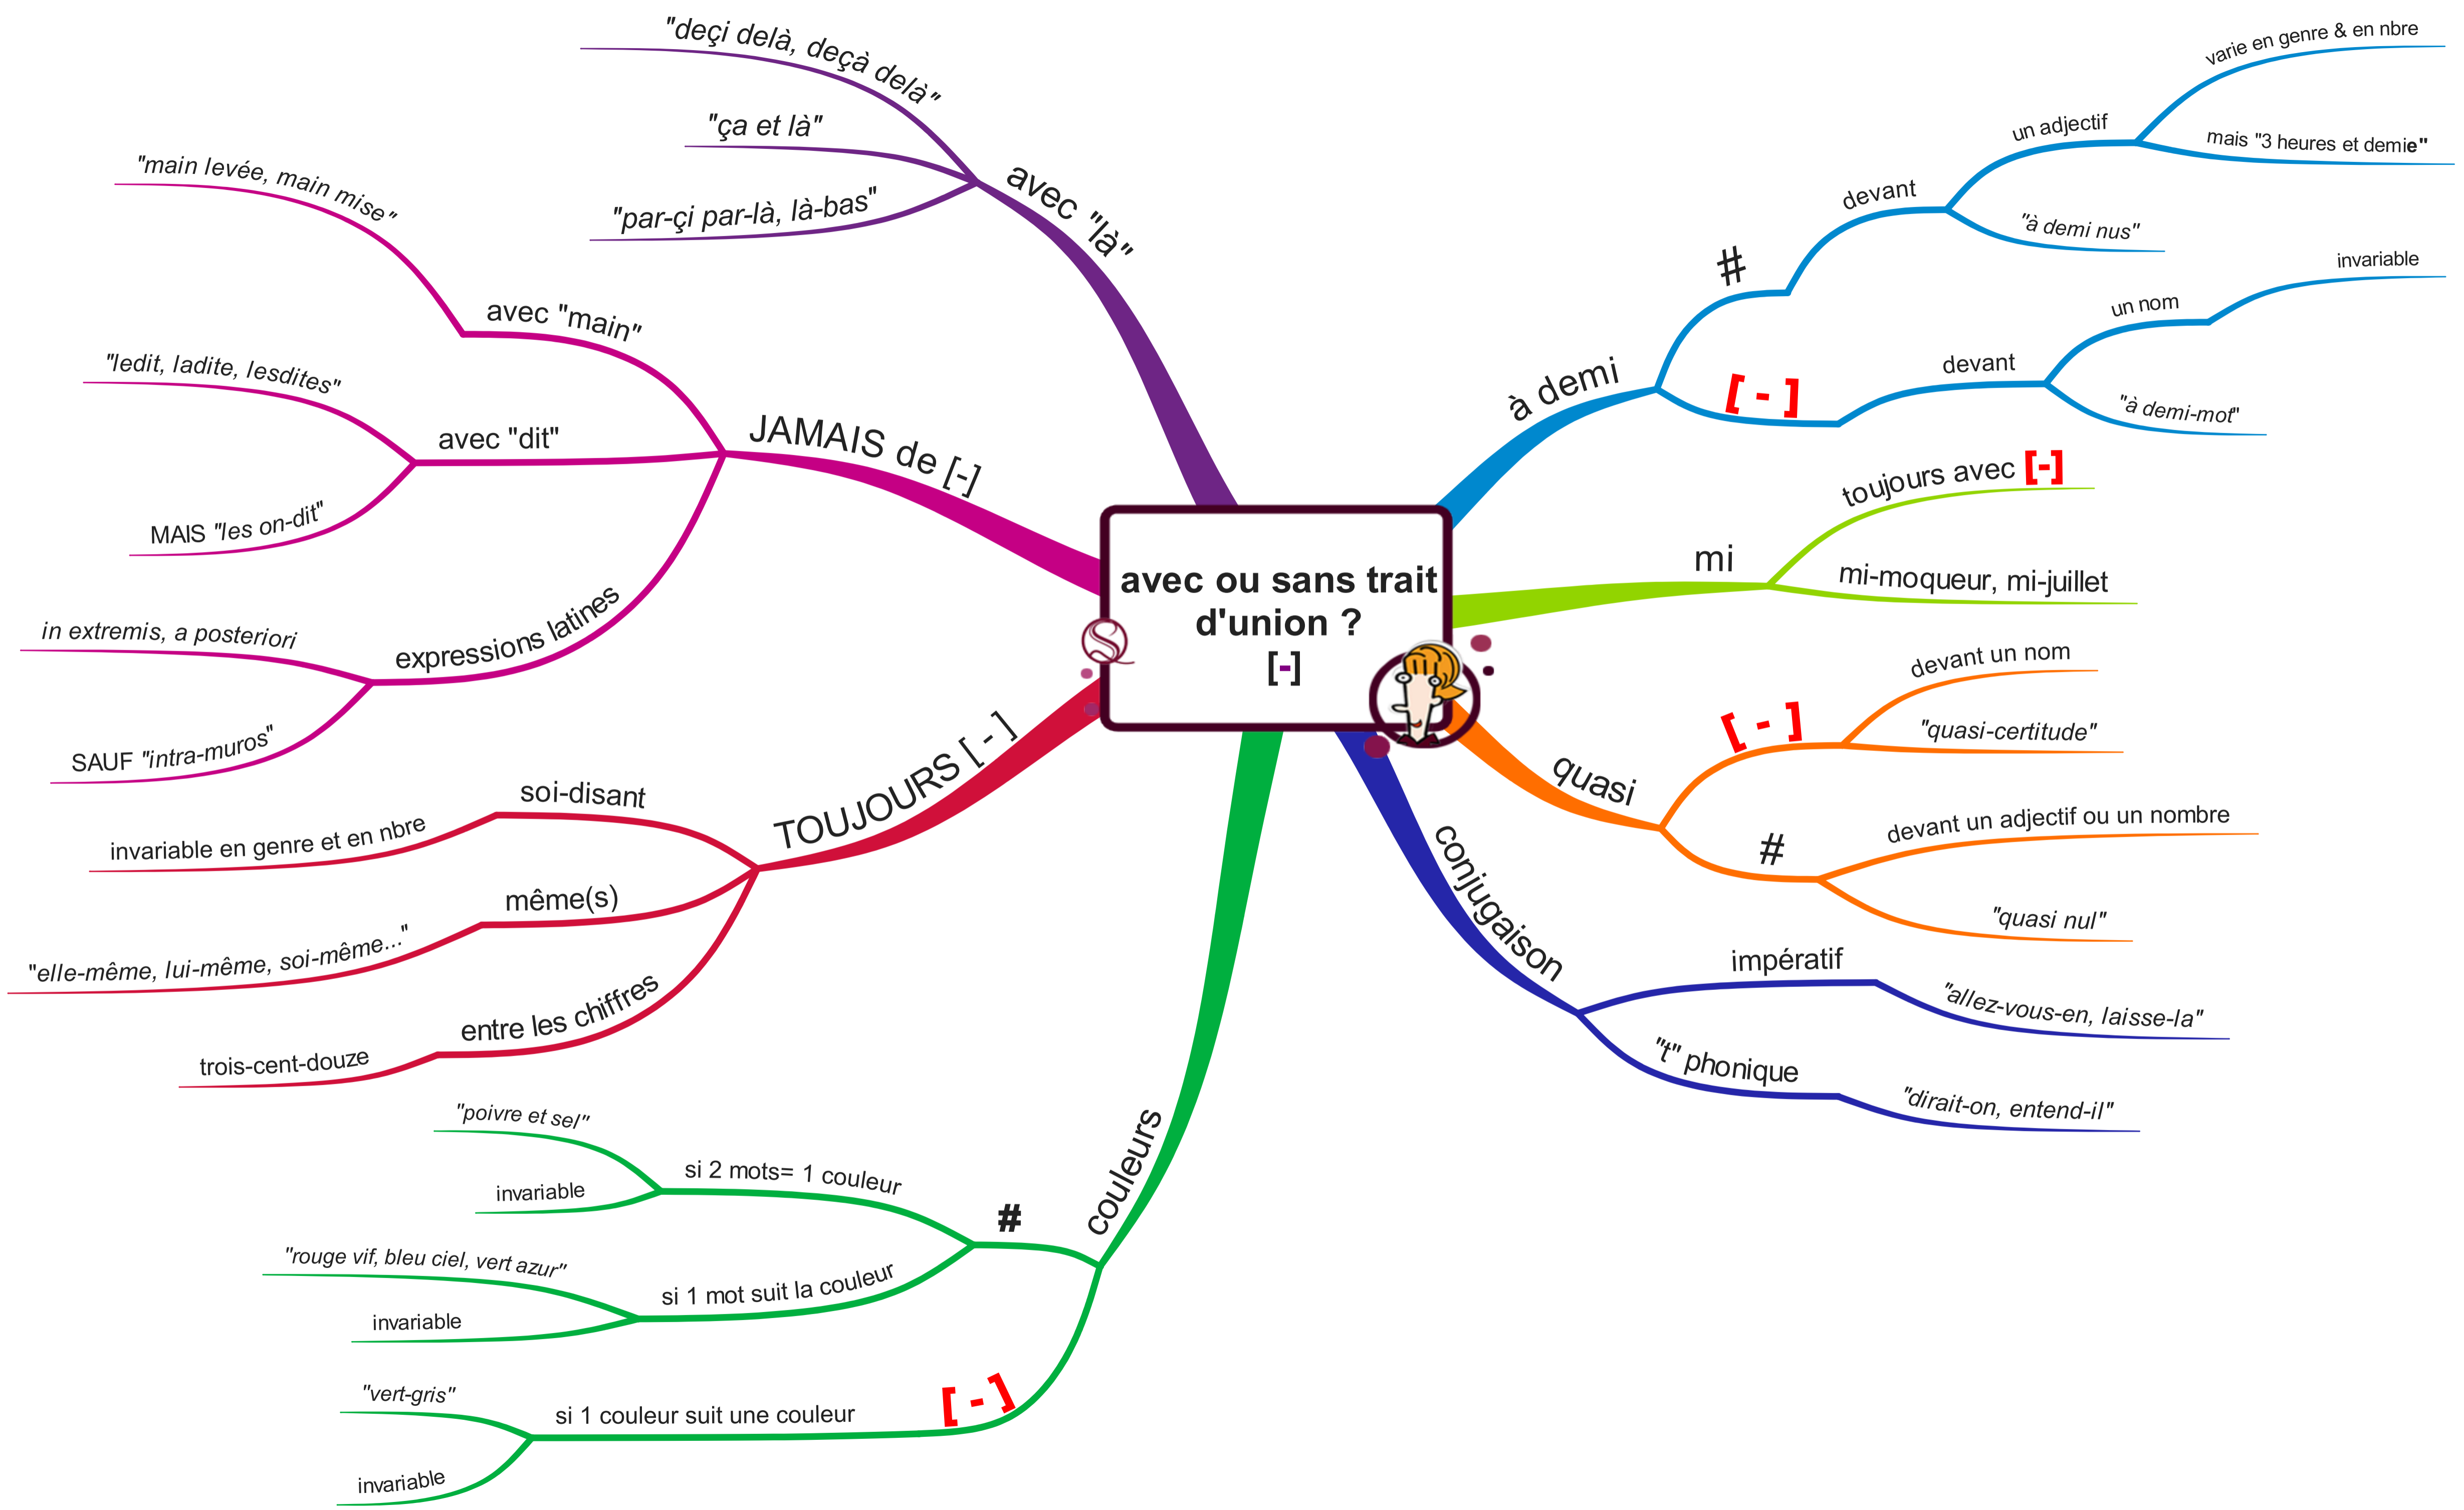 avec ou sans trait
d'union ?
[-]
à demi
#
devant
un adjectif
varie en genre & en nbre
mais "3 heures et demie"
"à demi nus"
[ - ]
devant
un nom
invariable
"à demi-mot"
mi
toujours avec [-]
mi-moqueur, mi-juillet
quasi
[ - ]
devant un nom
"quasi-certitude"
#
devant un adjectif ou un nombre
"quasi nul"
conjugaison
impératif
"allez-vous-en, laisse-la"
"t" phonique
"dirait-on, entend-il"
couleurs
#
si 2 mots= 1 couleur
"poivre et sel"
invariable
si 1 mot suit la couleur
"rouge vif, bleu ciel, vert azur"
invariable
[ - ]
si 1 couleur suit une couleur
"vert-gris"
invariable
TOUJOURS [ - ]
soi-disant
invariable en genre et en nbre
même(s)
"elle-même, lui-même, soi-même..."
entre les chiffres
trois-cent-douze
JAMAIS de [-]
avec "main"
"main levée, main mise"
avec "dit"
"ledit, ladite, lesdites"
MAIS "les on-dit"
expressions latines
in extremis, a posteriori
SAUF "intra-muros"
avec "là"
"deçi delà, deçà delà"
"ça et là"
"par-çi par-là, là-bas"